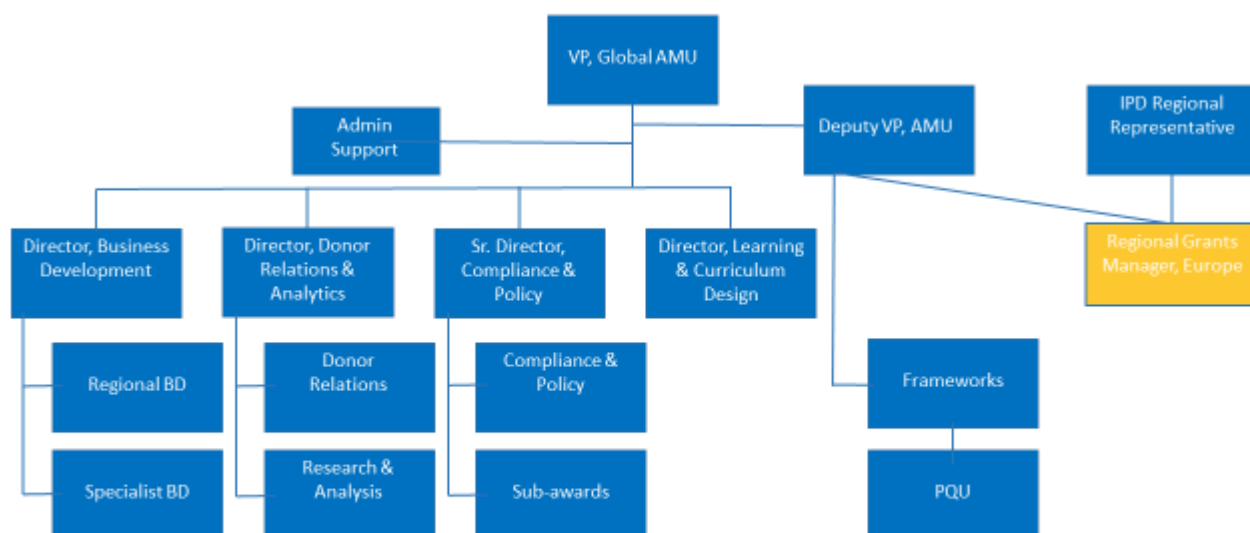 VP, Global AMU
Admin
Support
Deputy VP, AMU
IPD Regional
Representative
Director, Business
Development
Director, Donor
Relations &
Analytics
Sr. Director,
Compliance &
Policy
Director, Learning
& Curriculum
Design
Regional Grants
Manager, Europe
Regional BD
Donor
Relations
Compliance &
Policy
Frameworks
Specialist BD
Research &
Analysis
Sub-awards
PQU